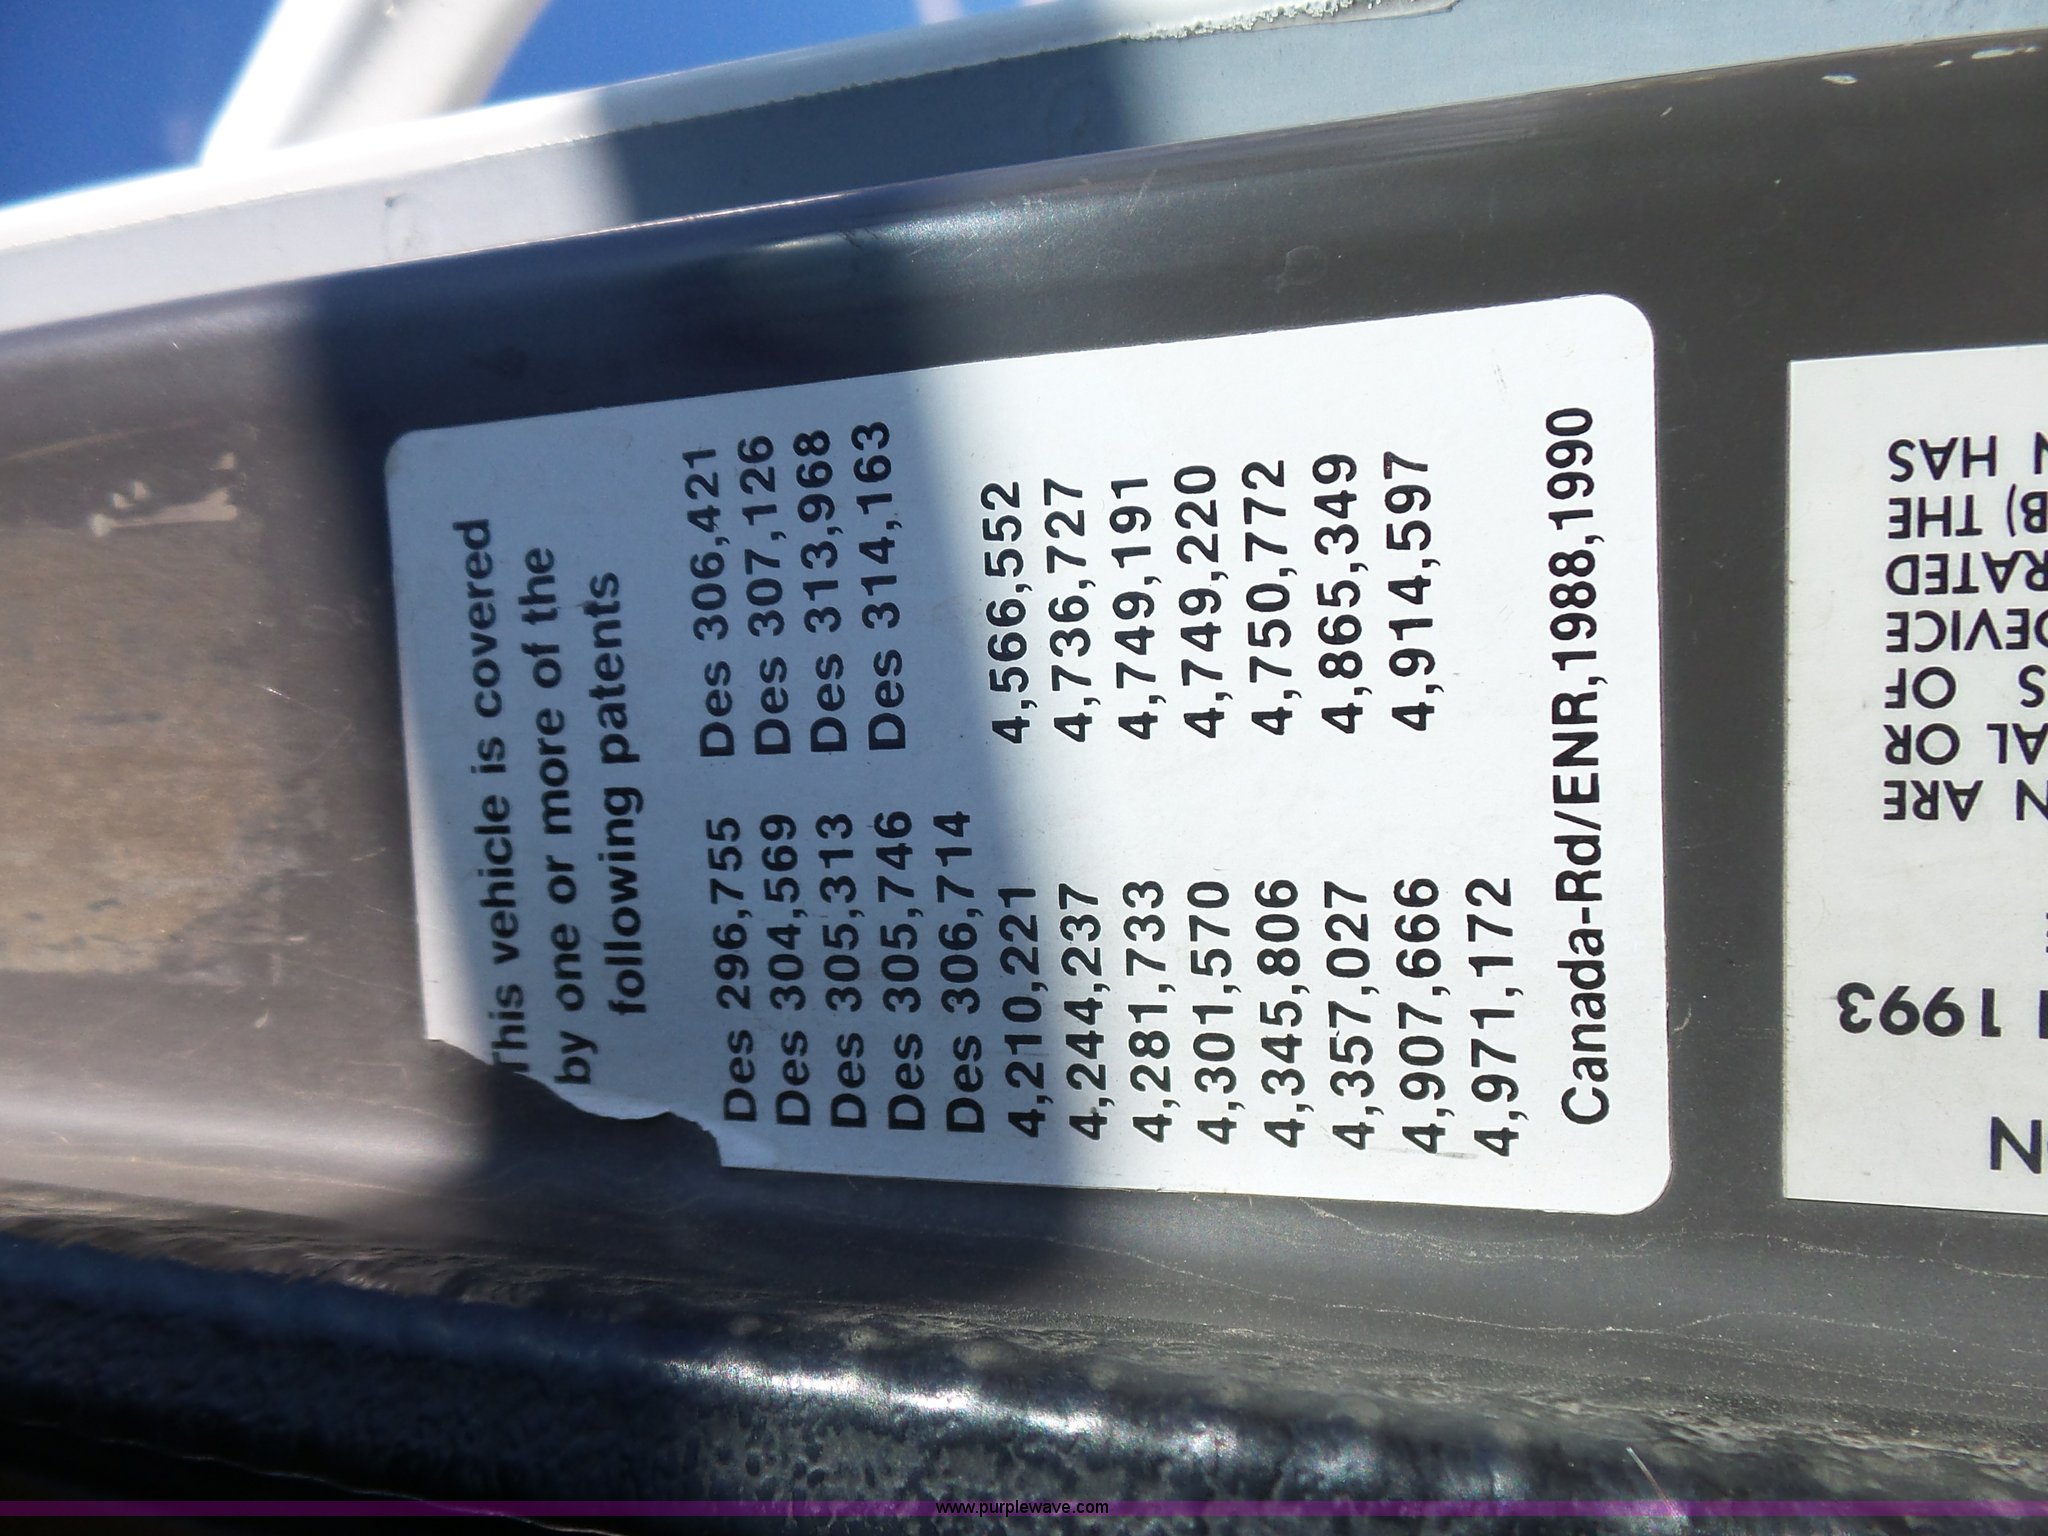 This vehicle is covered
by one or more of the
following patents
Des 296,755 Des 306,421
Des 304,569 Des 307,126
Des 305,313 Des 313,968
Des 305,746 Des 314,163
Des 306,714
4,210,221 4,566,552
4,244,237 4,736,727
4,281,733 4,749,191
4,301,570 4,749,220
4,345,806 4,750,772
4,357,027 4,865,349
4,907,666 4,914,597
4,971,172
Canada-Rd/ENR,1988,1990
HAS
B) THE
RATED
DEVICE
S OF
AL OR
N ARE
1993
ON
www.purplewave.com